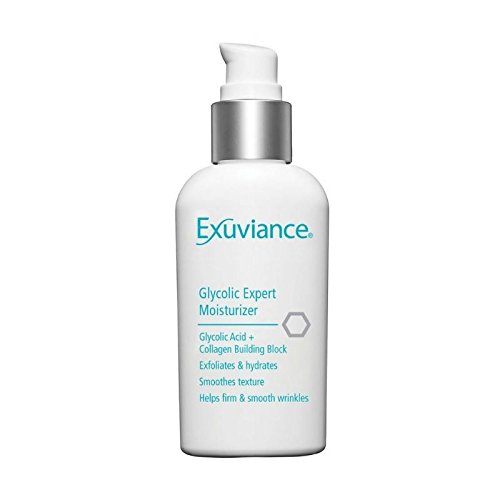 Exuviance®
Glycolic Expert
Moisturizer
Glycolic Acid +
Collagen Building Block
Exfoliates & hydrates
Smoothes texture
Helps firm & smooth wrinkles